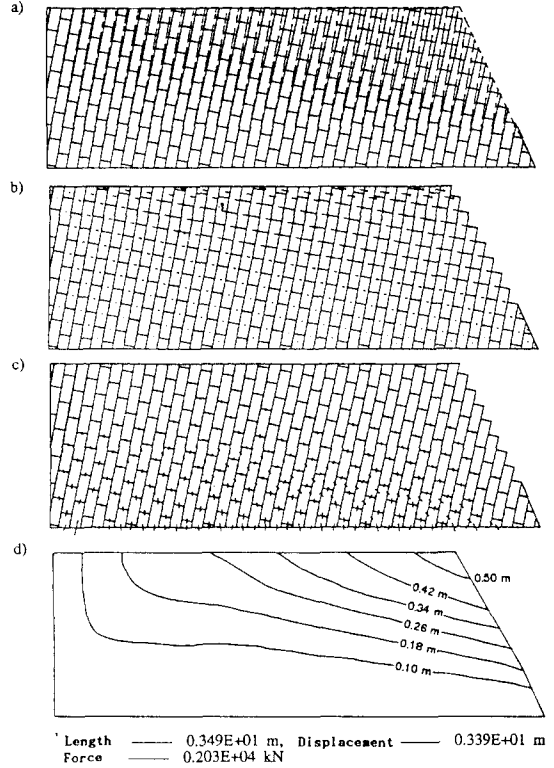 a)
b)
c)
d)
0.50 m
0.42 m
0.34 m
0.26 m
0.18 m
0.10 m
Length 0.349E+01 m, Displacement 0.339E+01 m
Force 0.203E+04 kN